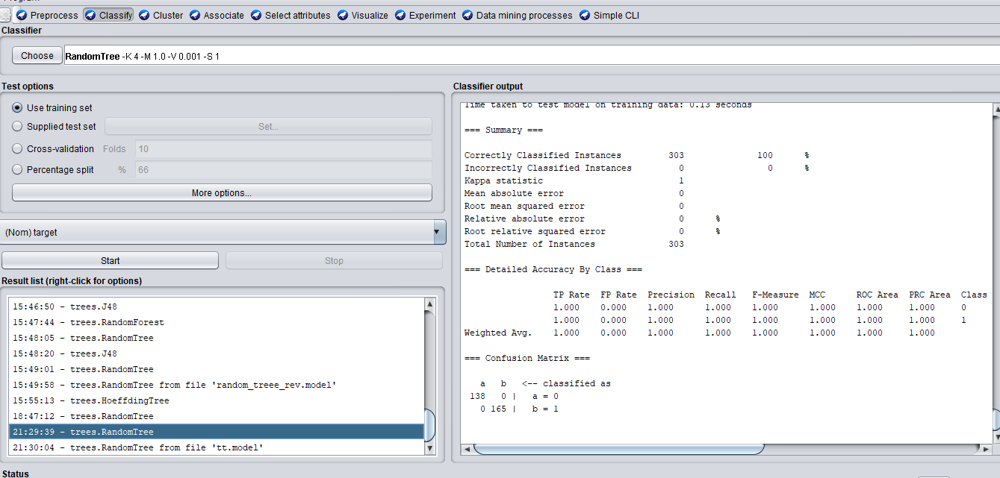 Program
Preprocess Classify Cluster Associate Select attributes Visualize Experiment Data mining processes Simple CLI
Classifier
Choose RandomTree -K 4 -M 1.0 -V 0.001 -S 1
Test options
Use training set
Supplied test set Set...
Cross-validation Folds 10
Percentage split % 66
More options...
(Nom) target
Start Stop
Result list (right-click for options)
15:46:50 - trees.J48
15:47:44 - trees.RandomForest
15:48:05 - trees.RandomTree
15:48:20 - trees.J48
15:49:01 - trees.RandomTree
15:49:58 - trees.RandomTree from file 'random_treee_rev.model'
15:55:13 - trees.HoeffdingTree
18:47:12 - trees.RandomTree
21:29:39 - trees.RandomTree
21:30:04 - trees.RandomTree from file 'tt.model'
Classifier output
Time taken to test model on training data: 0.13 seconds
=== Summary ===
Correctly Classified Instances 303 100 %
Incorrectly Classified Instances 0 0 %
Kappa statistic 1
Mean absolute error 0
Root mean squared error 0
Relative absolute error 0 %
Root relative squared error 0 %
Total Number of Instances 303
=== Detailed Accuracy By Class ===
TP Rate FP Rate Precision Recall F-Measure MCC ROC Area PRC Area Class
1.000 0.000 1.000 1.000 1.000 1.000 1.000 1.000 0
1.000 0.000 1.000 1.000 1.000 1.000 1.000 1.000 1
Weighted Avg. 1.000 0.000 1.000 1.000 1.000 1.000 1.000 1.000
=== Confusion Matrix ===
a b <-- classified as
138 0 | a = 0
0 165 | b = 1
Status